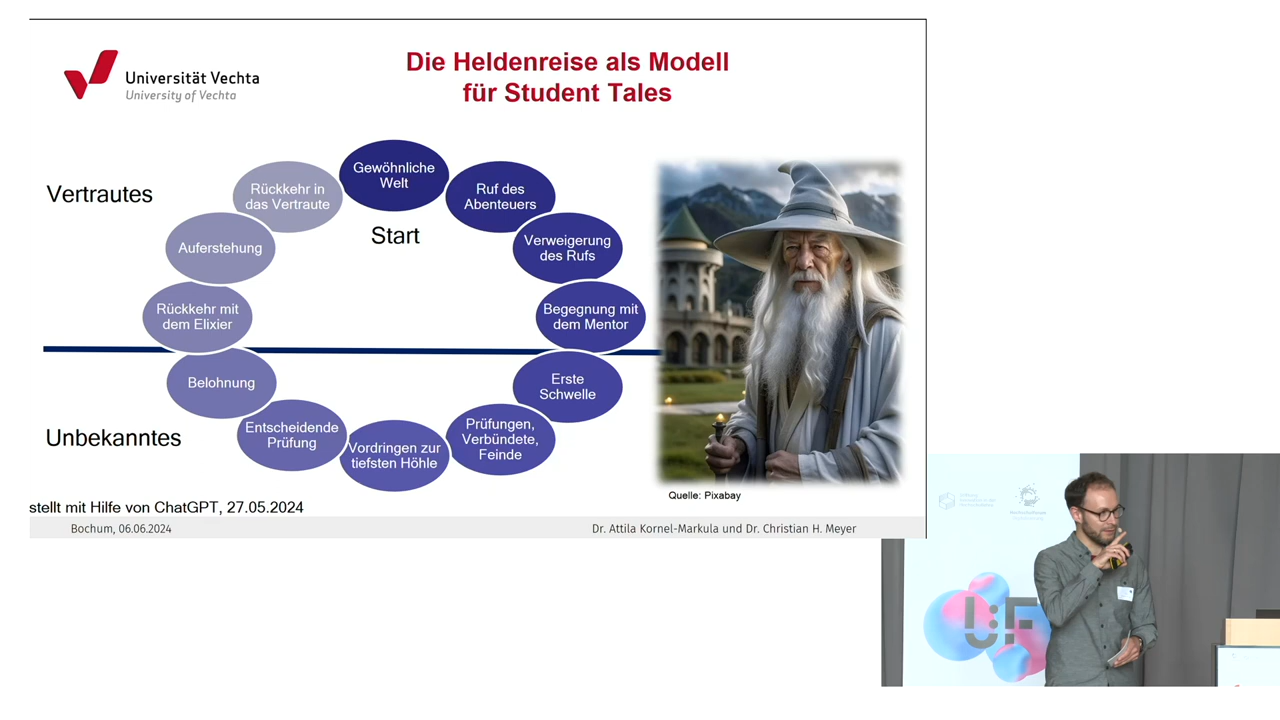 Universität Vechta
University of Vechta
Die Heldenreise als Modell
für Student Tales
Vertrautes
Gewöhnliche
Welt
Ruf des
Abenteuers
Verweigerung
des Rufs
Begegnung mit
dem Mentor
Erste
Schwelle
Prüfungen,
Verbündete,
Feinde
Vordringen zur
tiefsten Höhle
Entscheidende
Prüfung
Belohnung
Rückkehr mit
dem Elixier
Auferstehung
Rückkehr in
das Vertraute
Start
Unbekanntes
Quelle: Pixabay
stellt mit Hilfe von ChatGPT, 27.05.2024
Bochum, 06.06.2024
Dr. Attila Kornel-Markula und Dr. Christian H. Meyer